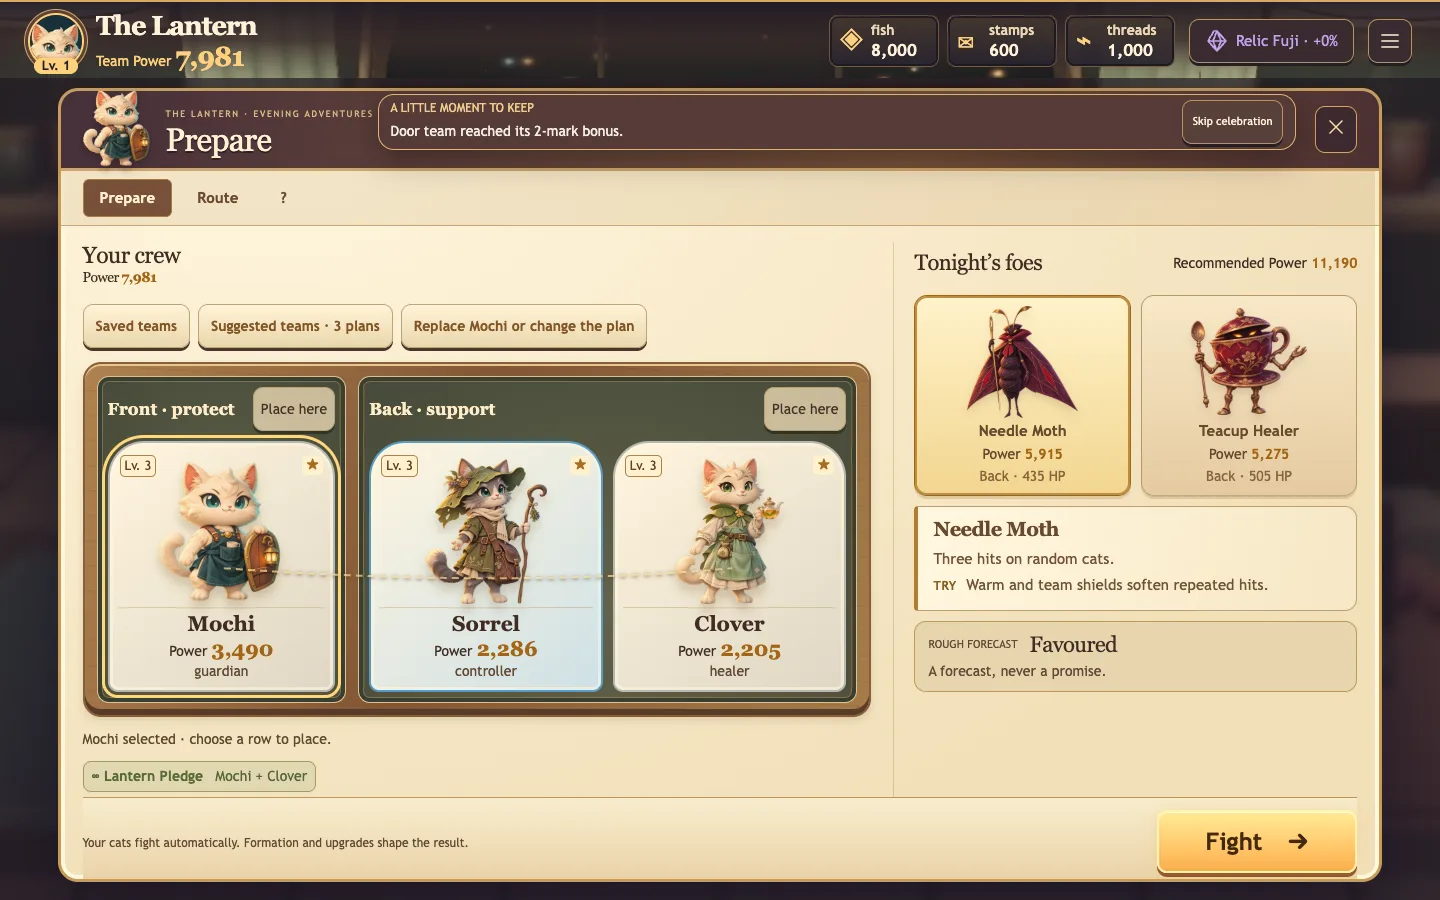 The Lantern
Team Power 7,981
Lv. 1
fish
8,000
stamps
600
threads
1,000
Relic Fuji · +0%
THE LANTERN · EVENING ADVENTURES
Prepare
A LITTLE MOMENT TO KEEP
Door team reached its 2-mark bonus.
Skip celebration
Prepare
Route
?
Your crew
Power 7,981
Saved teams
Suggested teams · 3 plans
Replace Mochi or change the plan
Front · protect
Place here
Back · support
Place here
Lv. 3
Mochi
Power 3,490
guardian
Lv. 3
Sorrel
Power 2,286
controller
Lv. 3
Clover
Power 2,205
healer
Mochi selected · choose a row to place.
Lantern Pledge Mochi + Clover
Tonight's foes
Recommended Power 11,190
Needle Moth
Power 5,915
Back · 435 HP
Teacup Healer
Power 5,275
Back · 505 HP
Needle Moth
Three hits on random cats.
TRY Warm and team shields soften repeated hits.
ROUGH FORECAST Favoured
A forecast, never a promise.
Your cats fight automatically. Formation and upgrades shape the result.
Fight →